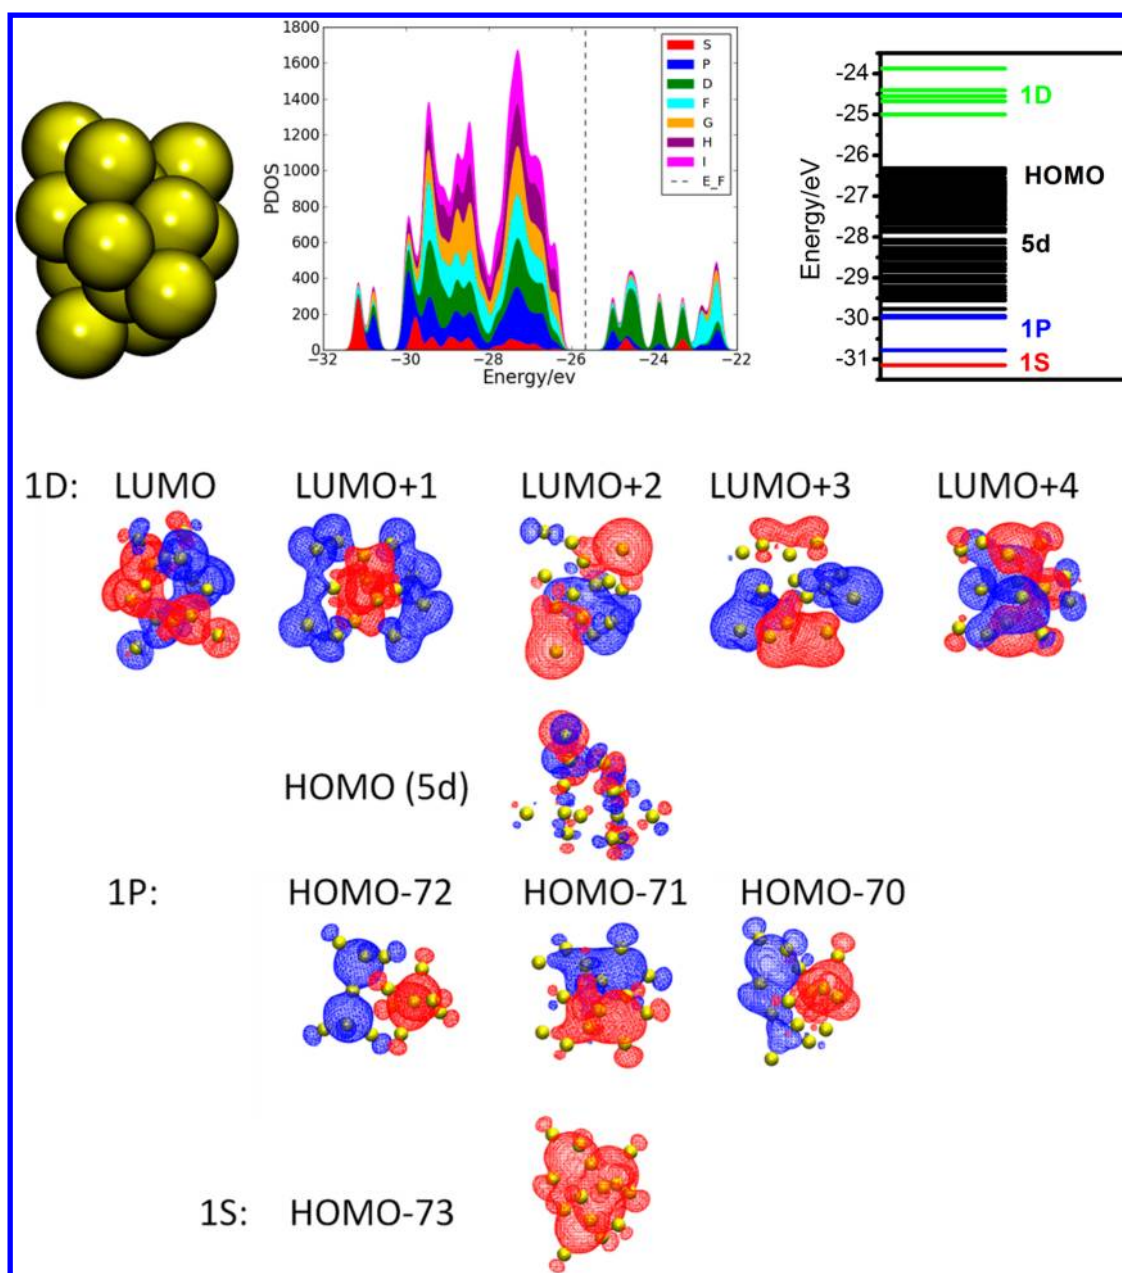 1800
1600
1400
1200
1000
800
600
400
200
0
PDOS
−32
−30
−28
−26
−24
−22
Energy/ev
S
P
D
F
G
H
I
E_F
-24
-25
-26
-27
-28
-29
-30
-31
Energy/eV
1D
HOMO
5d
1P
1S
1D: LUMO LUMO+1 LUMO+2 LUMO+3 LUMO+4
HOMO (5d)
1P:
HOMO-72 HOMO-71 HOMO-70
1S: HOMO-73